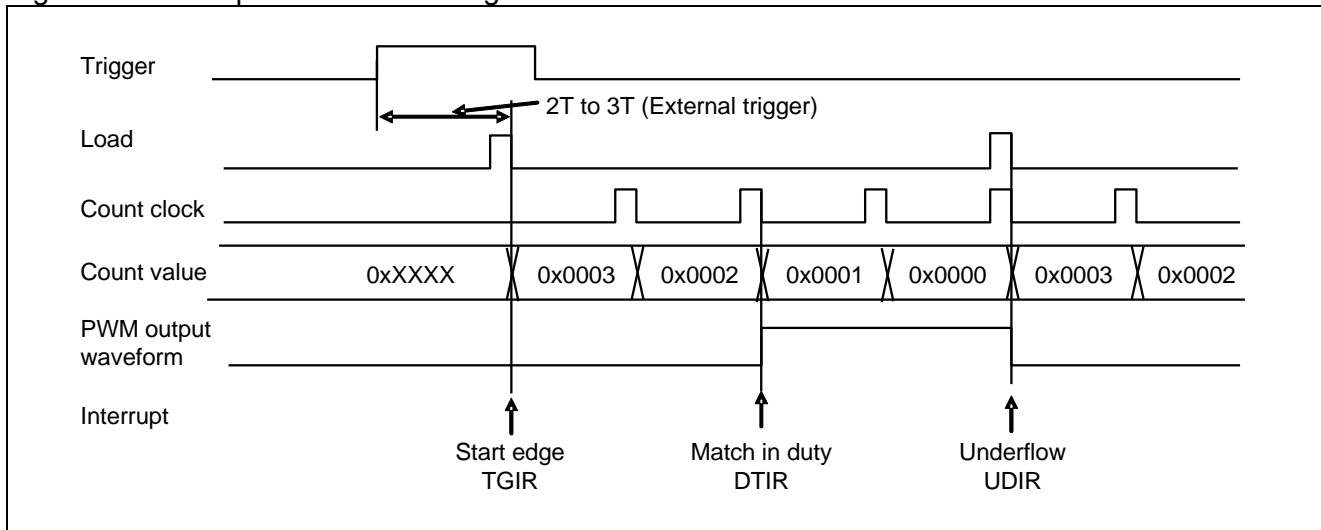 Trigger
2T to 3T (External trigger)
Load
Count clock
Count value 0xXXXX 0x0003 0x0002 0x0001 0x0000 0x0003 0x0002
PWM output
waveform
Interrupt
Start edge Match in duty Underflow
TGIR DTIR UDIR